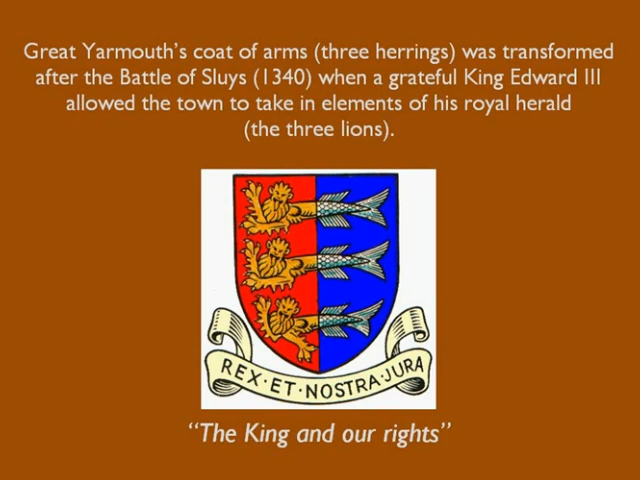 Great Yarmouth's coat of arms (three herrings) was transformed
after the Battle of Sluys (1340) when a grateful King Edward III
allowed the town to take in elements of his royal herald
(the three lions).
REX·ET·NOSTRA·JURA
“The King and our rights”